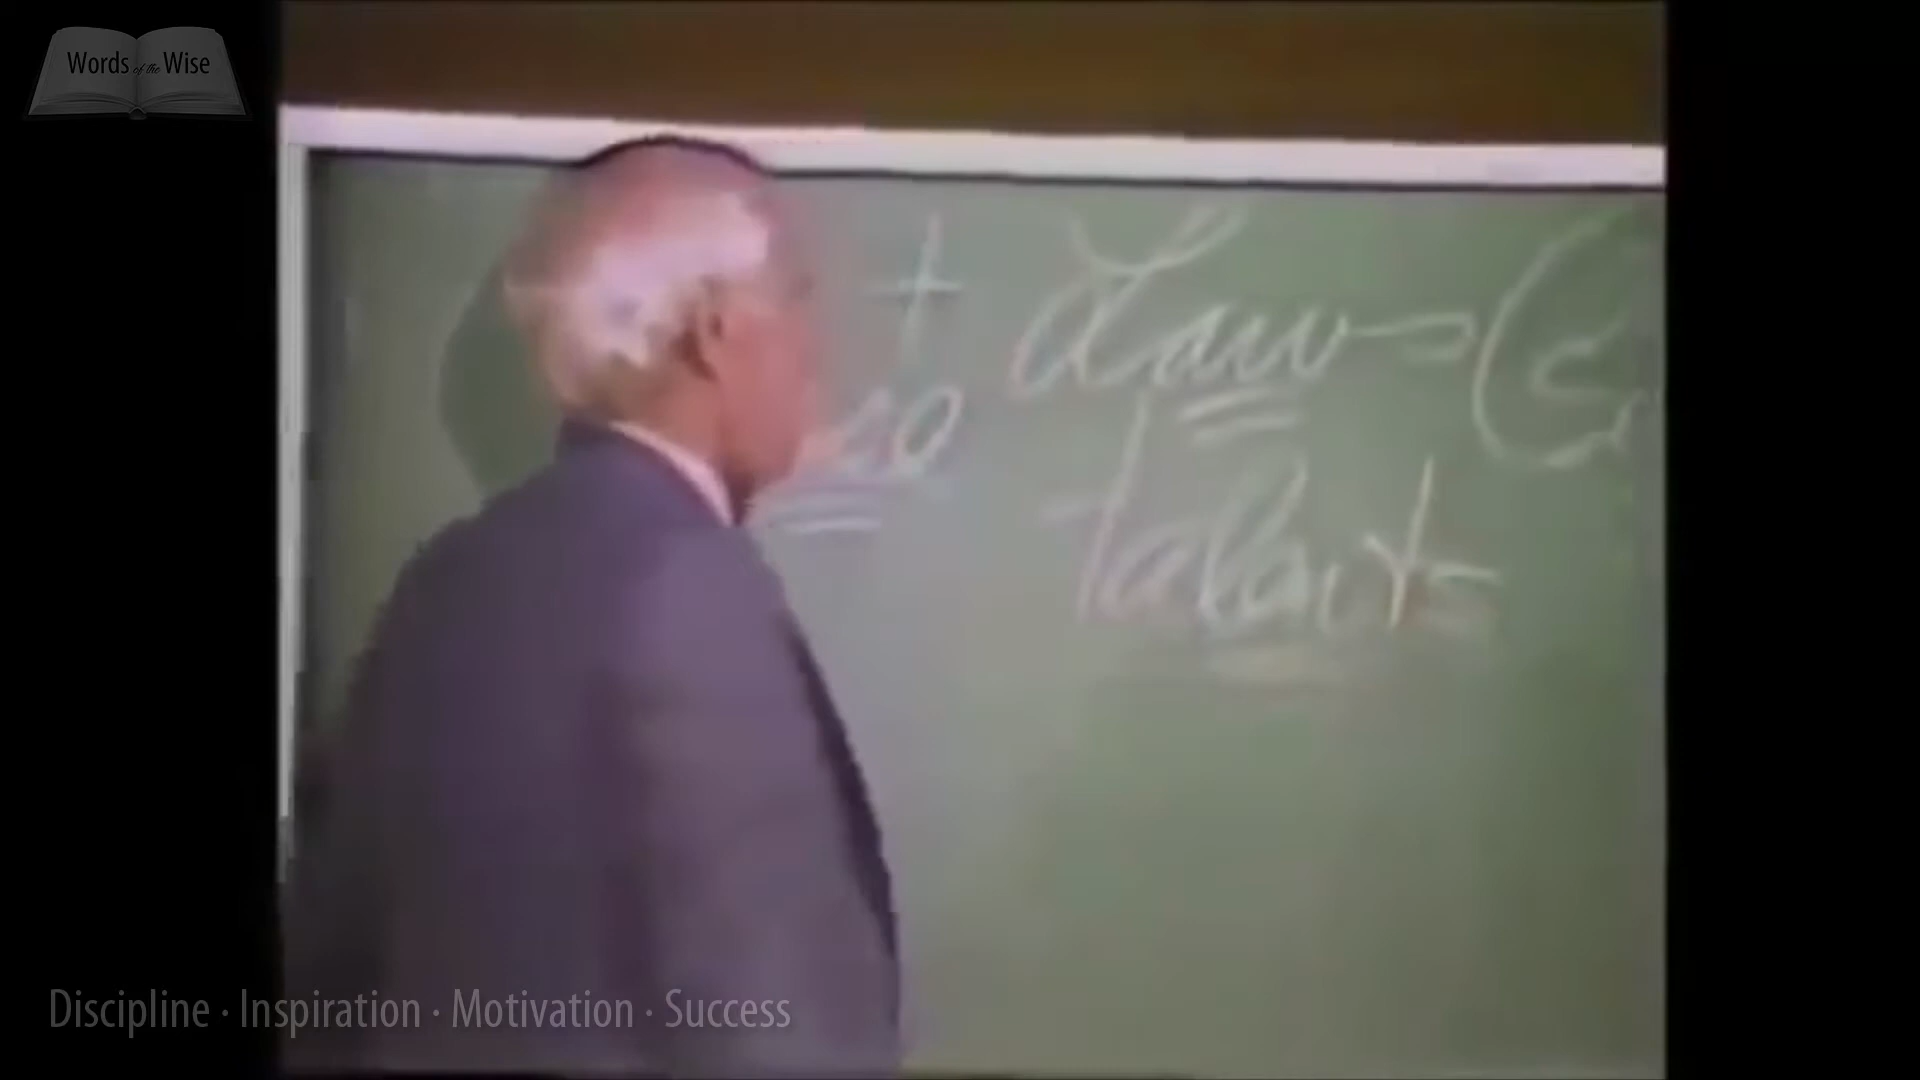 Words of the Wise
+ Laws
talents
Discipline · Inspiration · Motivation · Success